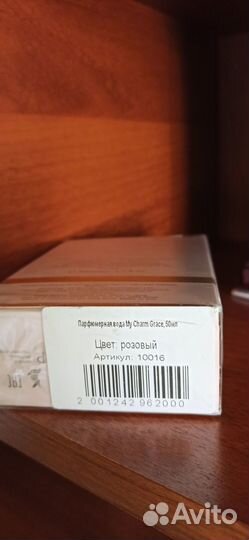 Парфюмерная вода My Charm Grace, 50мл
Цвет: розовый
Артикул: 10016
2 001242 962000
Avito